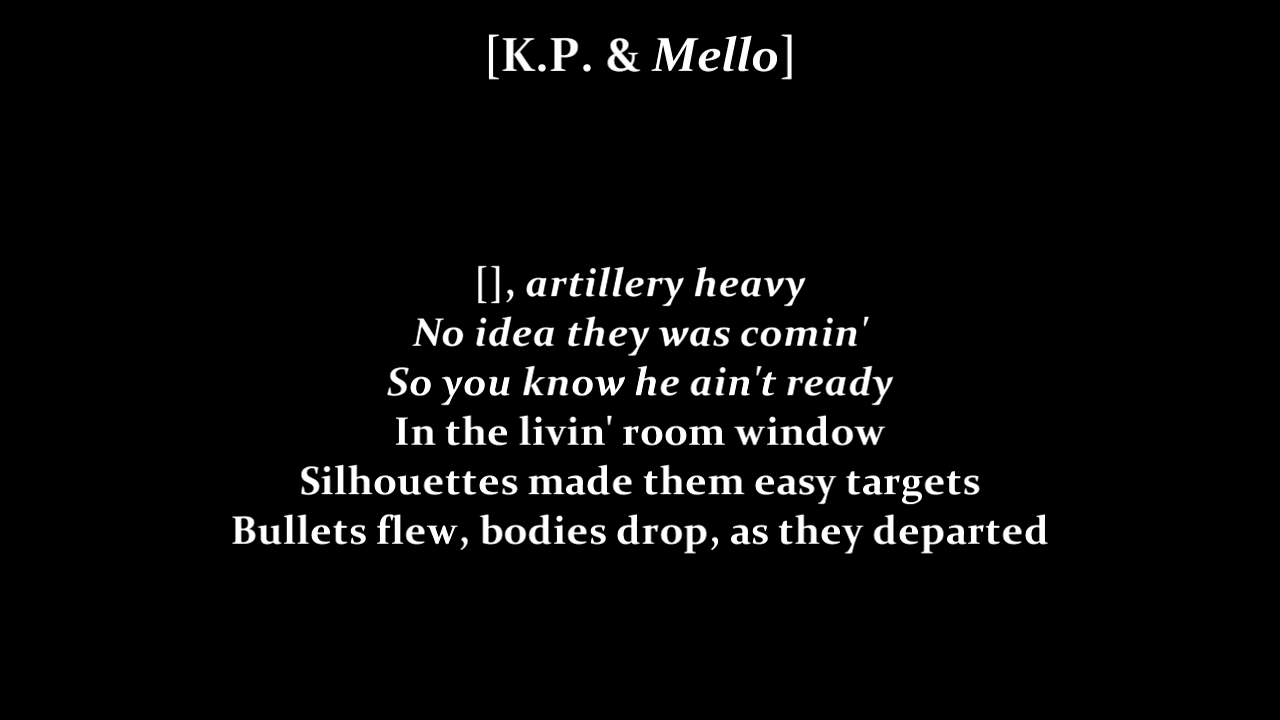 [K.P. & Mello]
[], artillery heavy
No idea they was comin'
So you know he ain't ready
In the livin' room window
Silhouettes made them easy targets
Bullets flew, bodies drop, as they departed